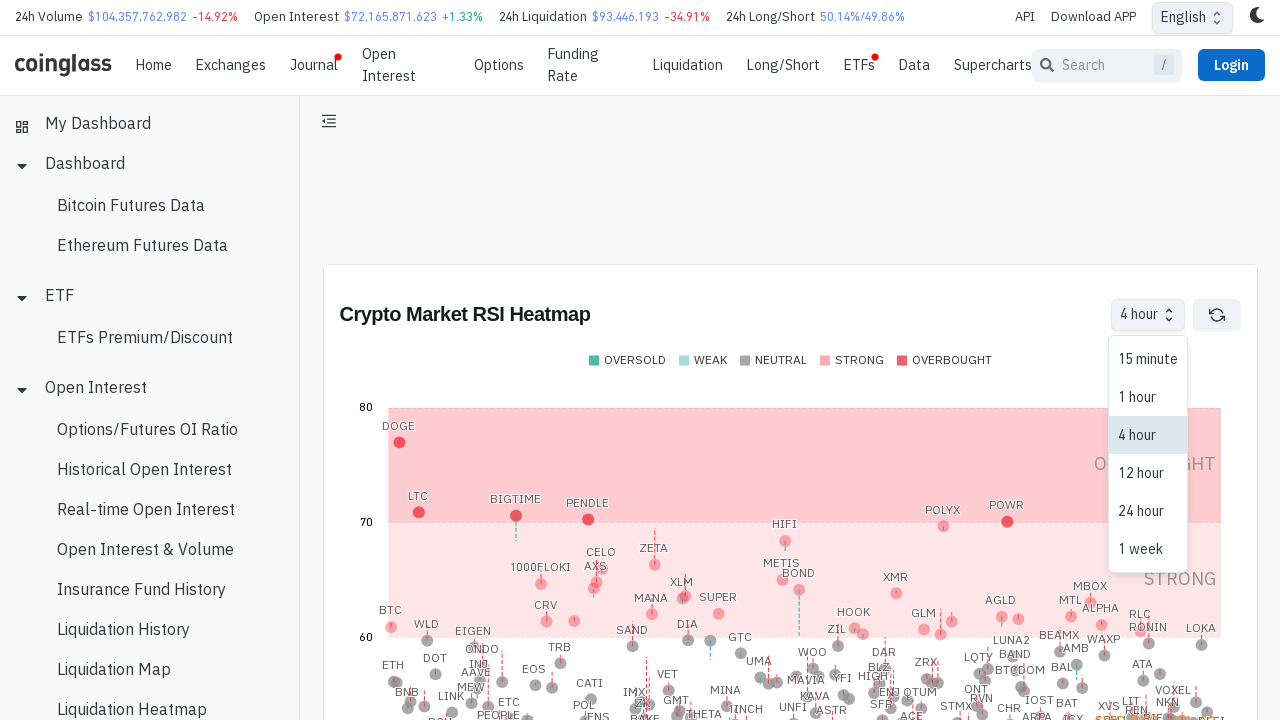 24h Volume $104,357,762,982 -14.92% Open Interest $72,165,871,623 +1.33% 24h Liquidation $93,446,193 -34.91% 24h Long/Short 50.14%/49.86% API Download APP English
coinglass Home Exchanges Journal Open Interest Options Funding Rate Liquidation Long/Short ETFs Data Supercharts Search / Login
My Dashboard
Dashboard
Bitcoin Futures Data
Ethereum Futures Data
ETF
ETFs Premium/Discount
Open Interest
Options/Futures OI Ratio
Historical Open Interest
Real-time Open Interest
Open Interest & Volume
Insurance Fund History
Liquidation History
Liquidation Map
Liquidation Heatmap
Crypto Market RSI Heatmap
4 hour
15 minute
1 hour
4 hour
12 hour
24 hour
1 week
OVERSOLD WEAK NEUTRAL STRONG OVERBOUGHT
80
DOGE
LTC BIGTIME PENDLE POLYX POWR
70
HIFI
ZETA CELO
1000FLOKI AXS METIS BOND
XLM XMR MBOX
MANA SUPER AGLD MTL ALPHA
STRONG
BTC CRV HOOK GLM RLC
WLD EIGEN SAND DIA ZIL RONIN LOKA
60
GTC LUNA2 BEAMX WAXP
ONDO TRB DAR BAND AMB
DOT UMA WOO LQTY
ETH AAVE EOS VET BLZ ZRX BTCDOM BAL ATA
MAVIA YFI HIGH
BNB MEW CATI IMX MINA ENJ OTUM ONT VOXEL
LINK ETC POL GMT KAVA SFP RVN IOST BAT LIT NKN
PEOPLE ENS THETA 1INCH UNFI ASTR ACE STMX CHR XVS REN